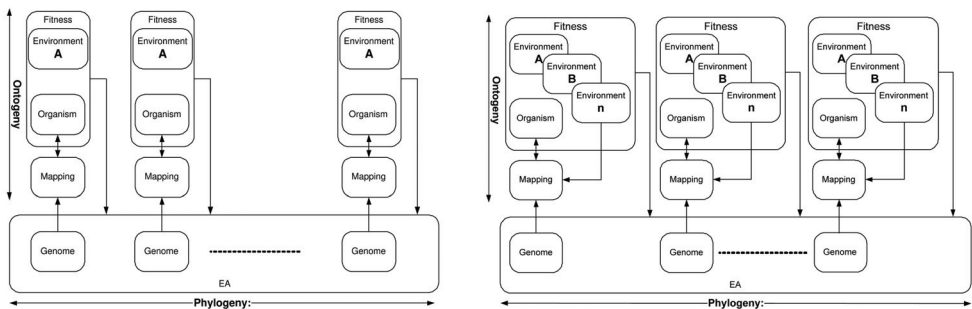 Fitness
Environment
A
Organism
Mapping
Genome
Fitness
Environment
A
Organism
Mapping
Genome
Fitness
Environment
A
Organism
Mapping
Genome
Ontogeny
EA
Phylogeny:
Fitness
Environment
A
Environment
B
Environment
n
Organism
Mapping
Genome
Fitness
Environment
A
Environment
B
Environment
n
Organism
Mapping
Genome
Fitness
Environment
A
Environment
B
Environment
n
Organism
Mapping
Genome
Ontogeny
EA
Phylogeny: